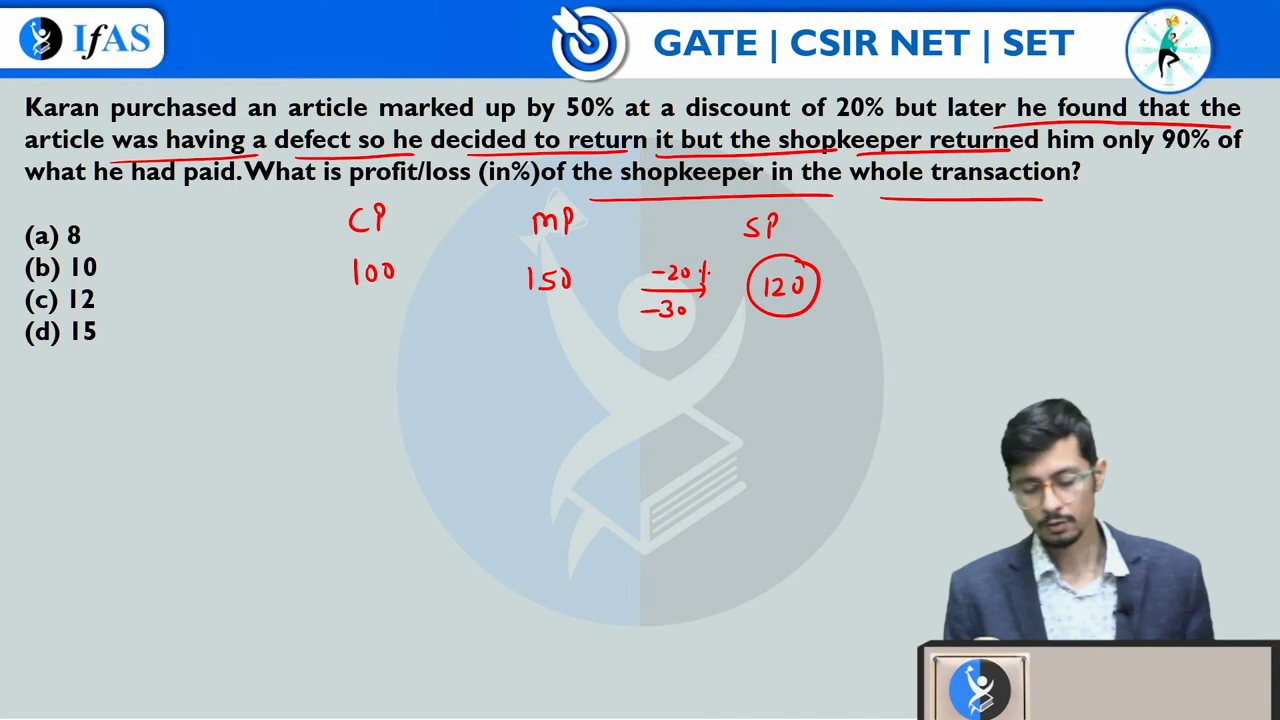 IfAS
GATE | CSIR NET | SET
Karan purchased an article marked up by 50% at a discount of 20% but later he found that the
article was having a defect so he decided to return it but the shopkeeper returned him only 90% of
what he had paid. What is profit/loss (in%)of the shopkeeper in the whole transaction?
(a) 8
(b) 10
(c) 12
(d) 15
CP MP SP
100 150 -20% 120
-30